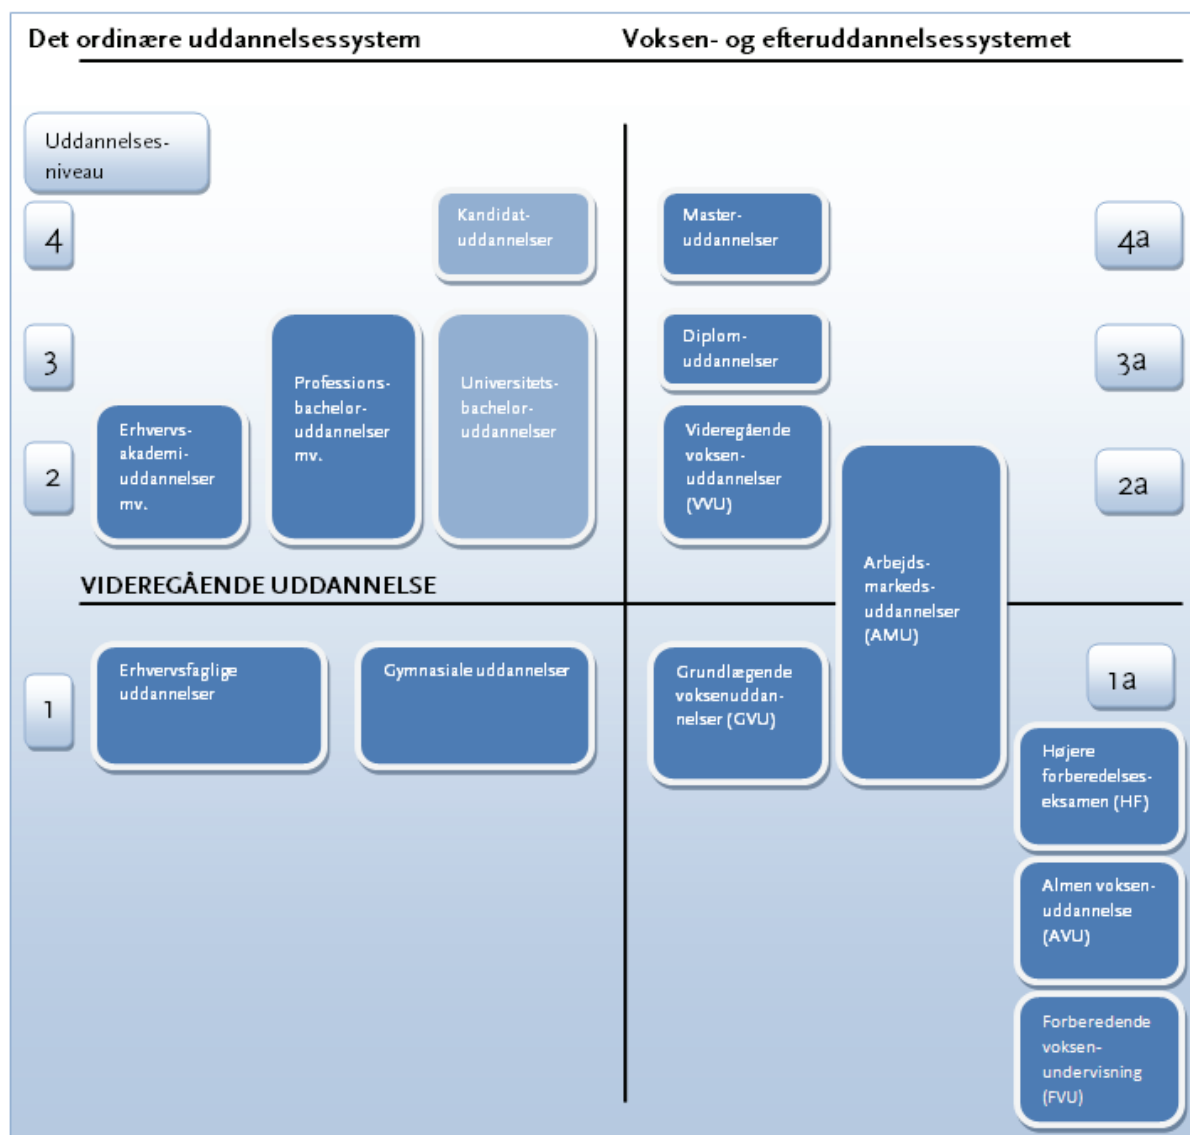 Det ordinære uddannelsessystem
Voksen- og efteruddannelsessystemet
Uddannelses-
niveau
4
Kandidat-
uddannelser
Master-
uddannelser
4a
3
Professions-
bachelor-
uddannelser
mv.
Universitets-
bachelor-
uddannelser
Diplom-
uddannelser
3a
2
Erhvervs-
akademi-
uddannelser
mv.
Videregående
voksen-
uddannelser
(VVU)
2a
Arbejds-
markeds-
uddannelser
(AMU)
VIDEREGÅENDE UDDANNELSE
1
Erhvervsfaglige
uddannelser
Gymnasiale uddannelser
Grundlægende
voksenuddan-
nelser (GVU)
1a
Højere
forberedelses-
eksamen (HF)
Almen voksen-
uddannelse
(AVU)
Forberedende
voksen-
undervisning
(FVU)